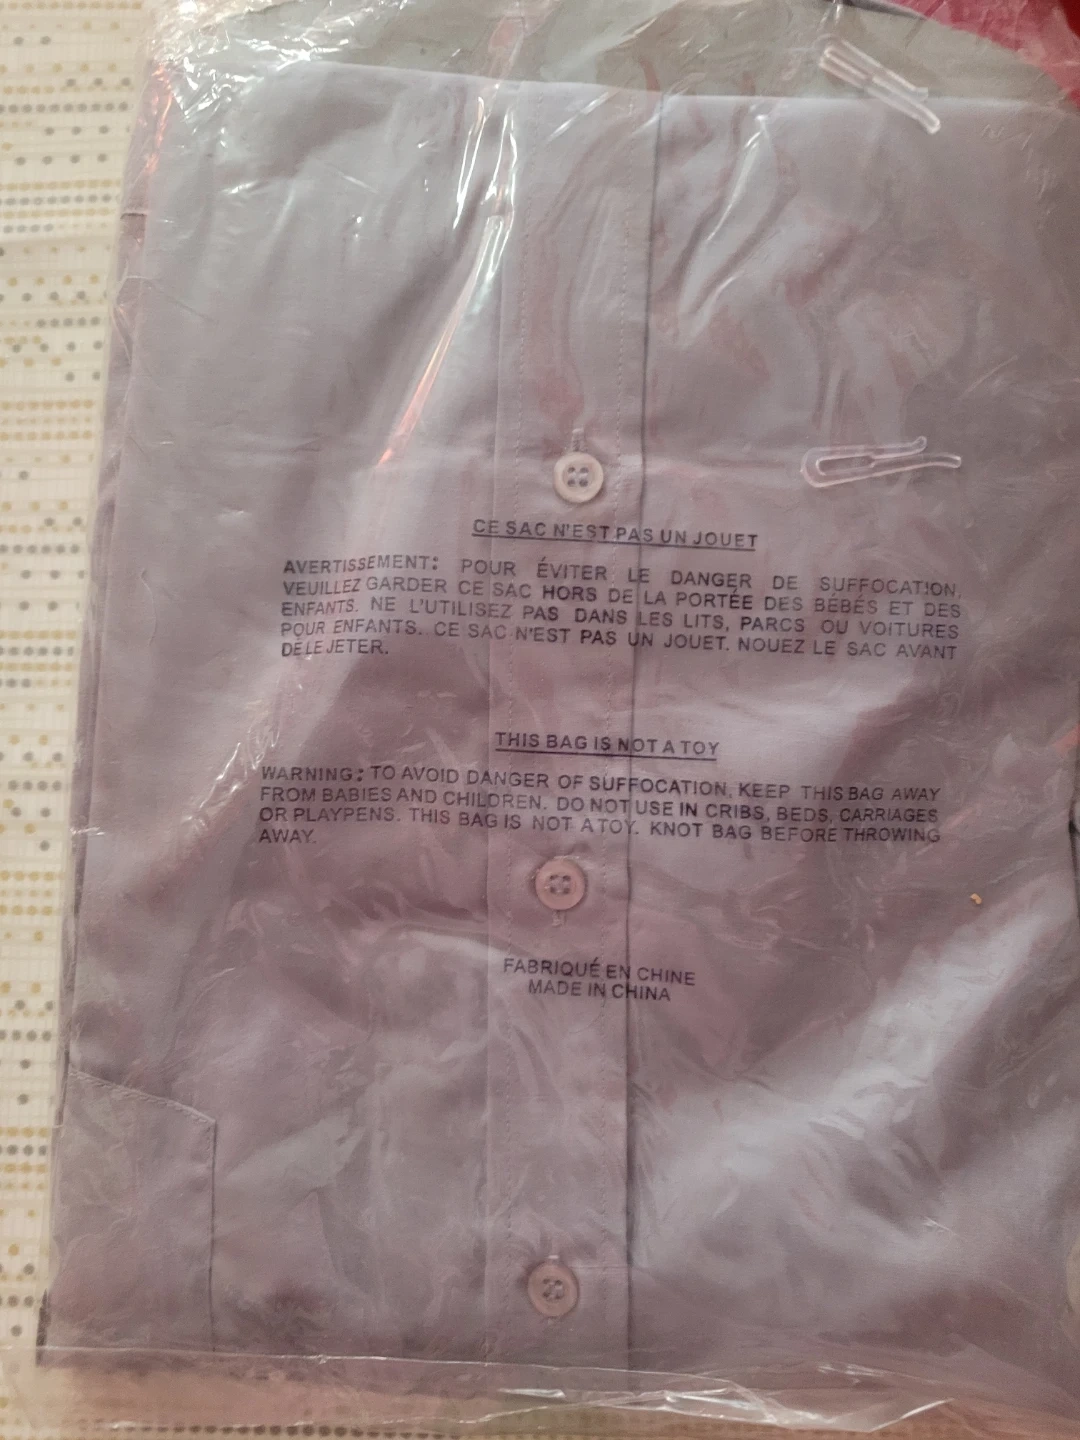 CE SAC N'EST PAS UN JOUET
AVERTISSEMENT: POUR ÉVITER LE DANGER DE SUFFOCATION,
VEUILLEZ GARDER CE SAC HORS DE LA PORTÉE DES BÉBÉS ET DES
ENFANTS. NE L'UTILISEZ PAS DANS LES LITS, PARCS OU VOITURES
POUR ENFANTS. CE SAC N'EST PAS UN JOUET. NOUEZ LE SAC AVANT
DE LE JETER.
THIS BAG IS NOT A TOY
WARNING: TO AVOID DANGER OF SUFFOCATION, KEEP THIS BAG AWAY
FROM BABIES AND CHILDREN. DO NOT USE IN CRIBS, BEDS, CARRIAGES
OR PLAYPENS. THIS BAG IS NOT A TOY. KNOT BAG BEFORE THROWING
AWAY.
FABRIQUÉ EN CHINE
MADE IN CHINA